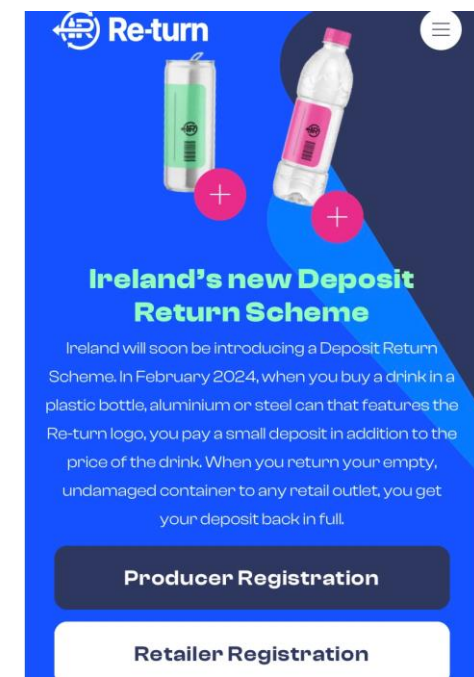 Re-turn
Ireland's new Deposit
Return Scheme
Ireland will soon be introducing a Deposit Return
Scheme. In February 2024, when you buy a drink in a
plastic bottle, aluminium or steel can that features the
Re-turn logo, you pay a small deposit in addition to the
price of the drink. When you return your empty,
undamaged container to any retail outlet, you get
your deposit back in full.
Producer Registration
Retailer Registration